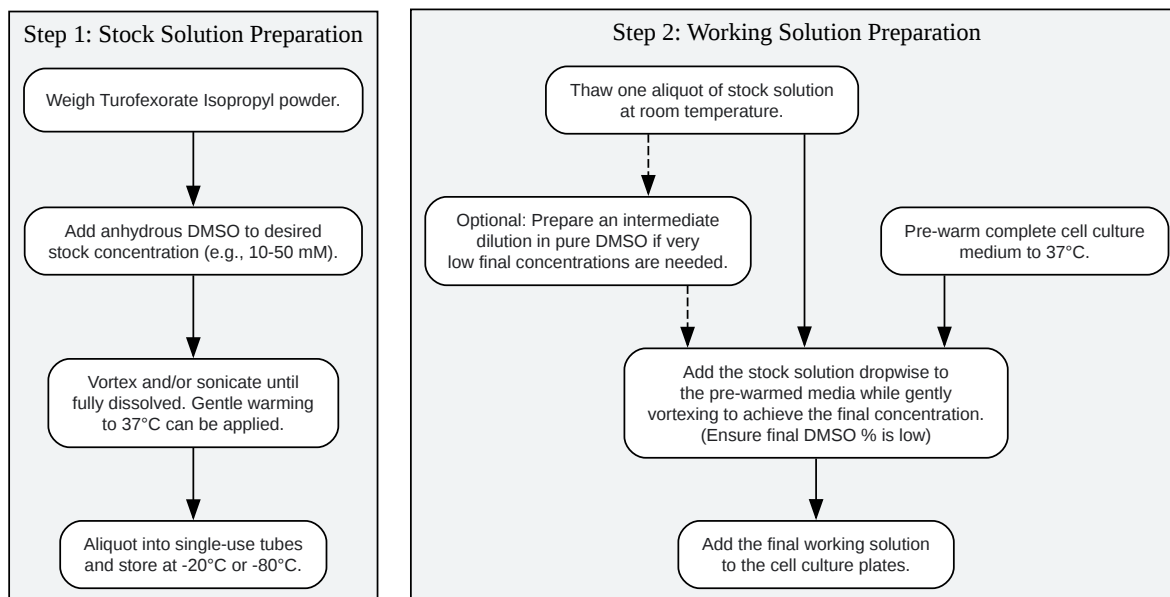 Step 1: Stock Solution Preparation
Weigh Turofexorate Isopropyl powder.
Add anhydrous DMSO to desired
stock concentration (e.g., 10-50 mM).
Vortex and/or sonicate until
fully dissolved. Gentle warming
to 37°C can be applied.
Aliquot into single-use tubes
and store at -20°C or -80°C.
Step 2: Working Solution Preparation
Thaw one aliquot of stock solution
at room temperature.
Optional: Prepare an intermediate
dilution in pure DMSO if very
low final concentrations are needed.
Pre-warm complete cell culture
medium to 37°C.
Add the stock solution dropwise to
the pre-warmed media while gently
vortexing to achieve the final concentration.
(Ensure final DMSO % is low)
Add the final working solution
to the cell culture plates.